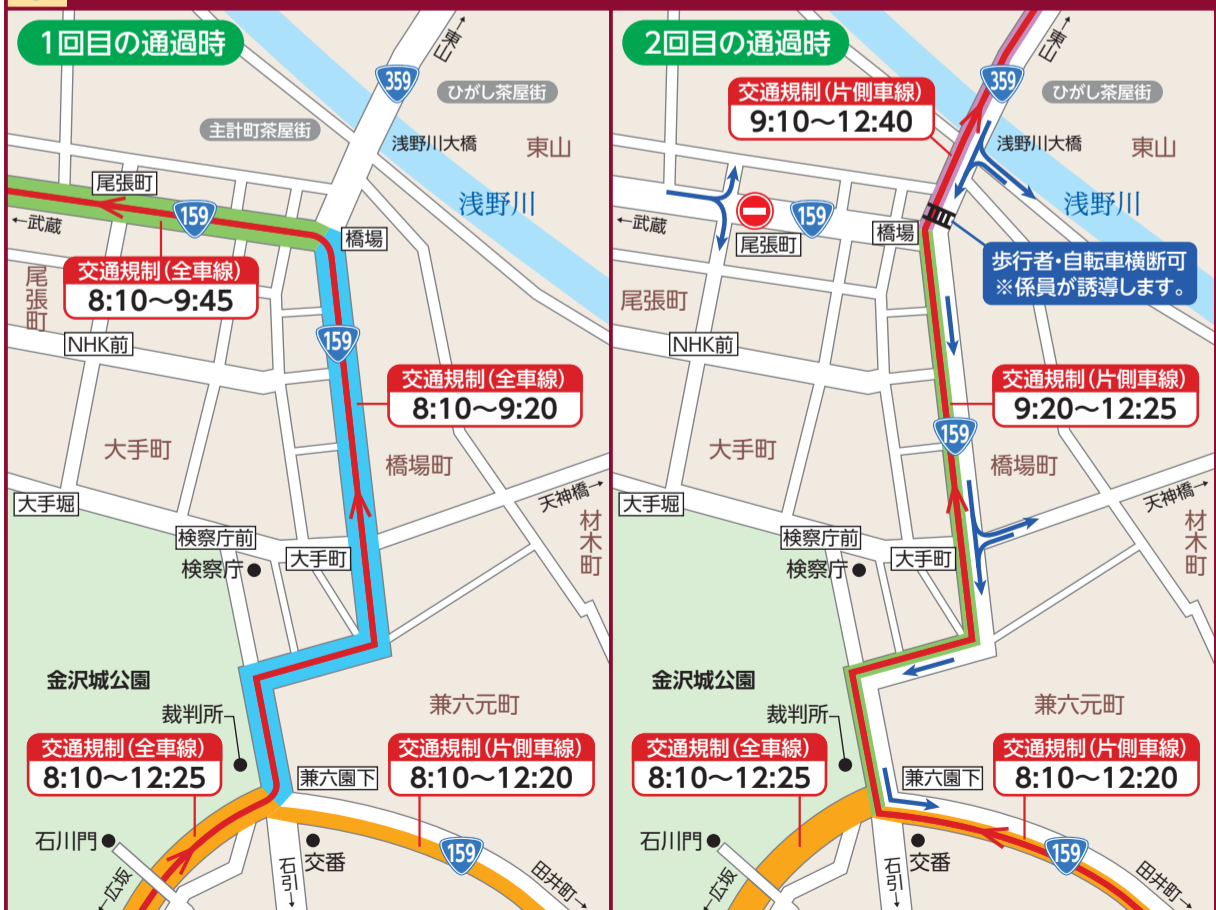 1回目の通過時
↑東山
359
ひがし茶屋街
主計町茶屋街
浅野川大橋
東山
尾張町
浅野川
159
←武蔵
橋場
尾張町
交通規制(全車線)
8:10～9:45
NHK前
159
交通規制(全車線)
8:10～9:20
大手町
橋場町
大手堀
天神橋→
材木町
検察庁前
大手町
検察庁
金沢城公園
兼六元町
裁判所
交通規制(全車線)
8:10～12:25
交通規制(片側車線)
8:10～12:20
兼六園下
石川門
交番
159
←広坂
石引↓
田井町→
2回目の通過時
↑東山
359
交通規制(片側車線)
9:10～12:40
ひがし茶屋街
浅野川大橋
東山
浅野川
159
←武蔵
尾張町
橋場
歩行者・自転車横断可
※係員が誘導します。
尾張町
NHK前
交通規制(片側車線)
9:20～12:25
159
大手町
橋場町
大手堀
天神橋→
材木町
検察庁前
大手町
検察庁
金沢城公園
兼六元町
裁判所
交通規制(全車線)
8:10～12:25
交通規制(片側車線)
8:10～12:20
兼六園下
石川門
交番
159
←広坂
石引↓
田井町→